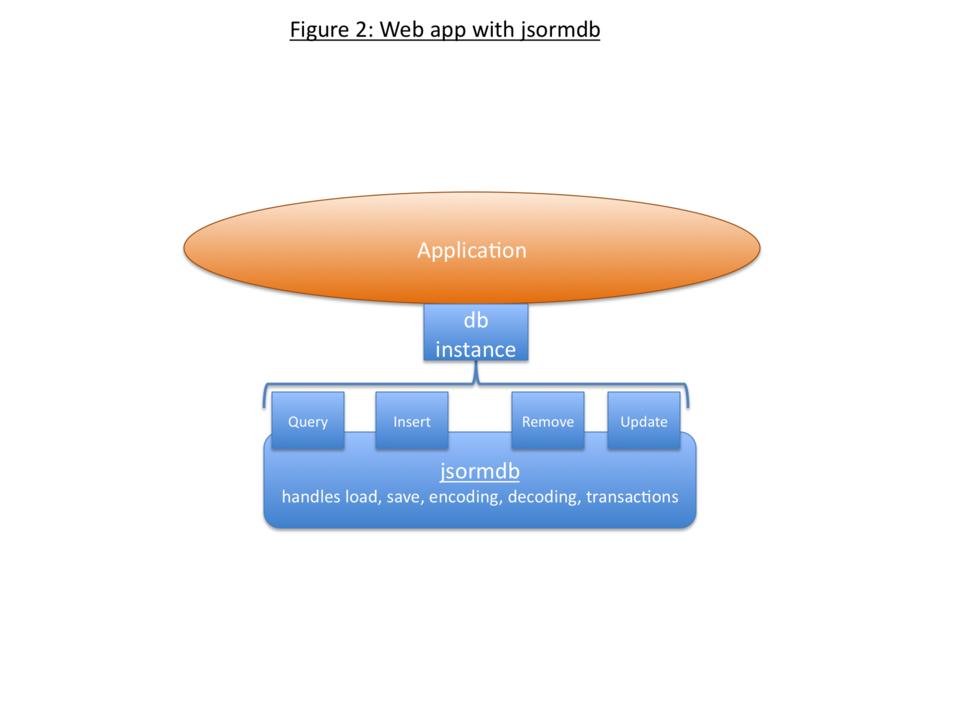 Figure 2: Web app with jsormdb
Application
db
instance
Query
Insert
Remove
Update
jsormdb
handles load, save, encoding, decoding, transactions